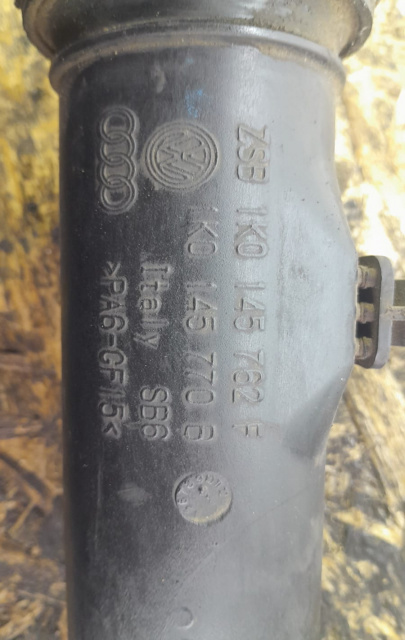 ZSB 1K0 145 762 F
1K0 145 770 B
Italy SB6
>PA6-GF15<